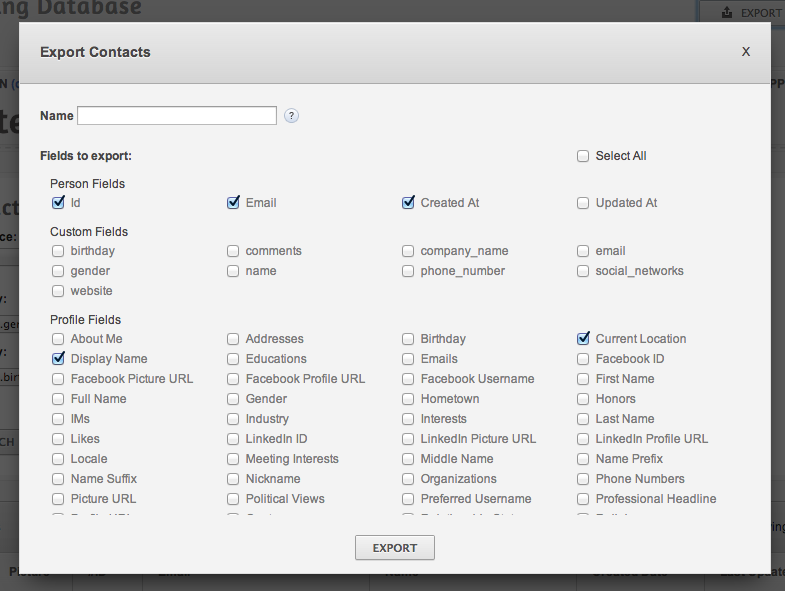 ng Database
EXPORT
Export Contacts X
Name ?
Fields to export: Select All
Person Fields
Id Email Created At Updated At
Custom Fields
birthday comments company_name email
gender name phone_number social_networks
website
Profile Fields
About Me Addresses Birthday Current Location
Display Name Educations Emails Facebook ID
Facebook Picture URL Facebook Profile URL Facebook Username First Name
Full Name Gender Hometown Honors
IMs Industry Interests Last Name
Likes LinkedIn ID LinkedIn Picture URL LinkedIn Profile URL
Locale Meeting Interests Middle Name Name Prefix
Name Suffix Nickname Organizations Phone Numbers
Picture URL Political Views Preferred Username Professional Headline
EXPORT